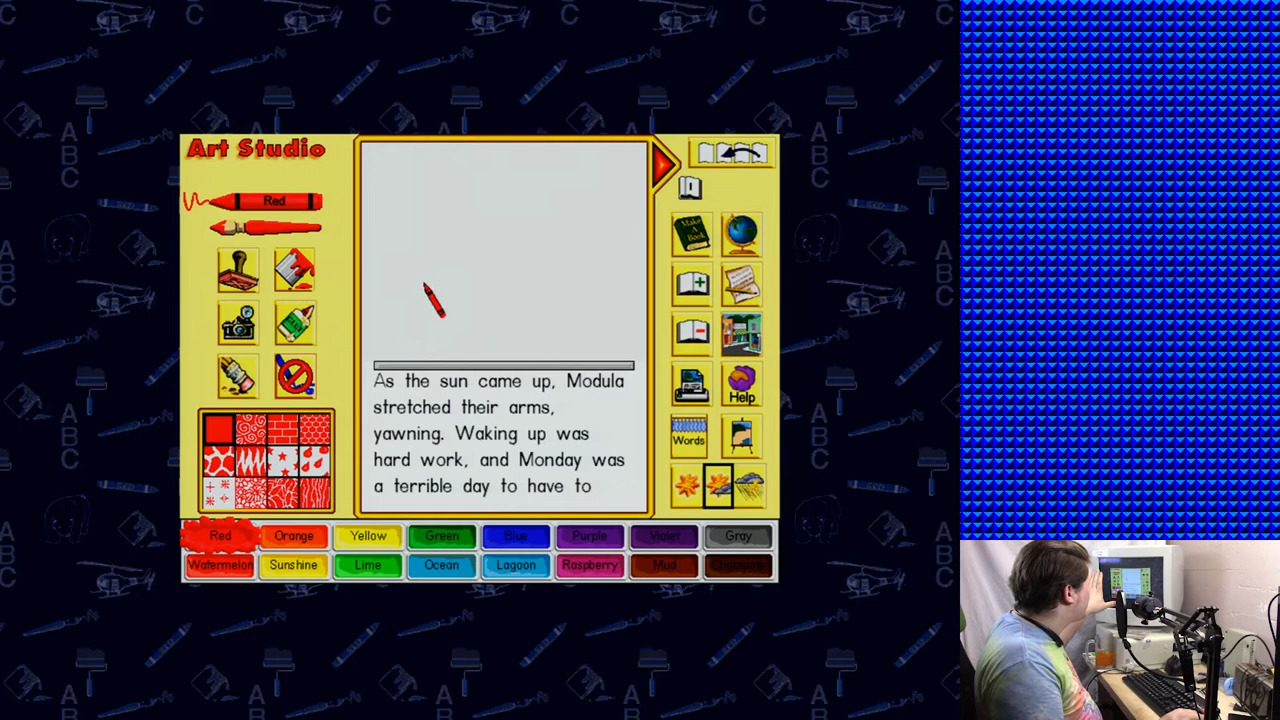 Art Studio
Red
Make
A
Book
As the sun came up, Modula
stretched their arms,
yawning. Waking up was
hard work, and Monday was
a terrible day to have to
Help
Words
Red
Orange
Yellow
Green
Blue
Purple
Violet
Gray
Watermelon
Sunshine
Lime
Ocean
Lagoon
Raspberry
Mud
Chocolate
A
B
C